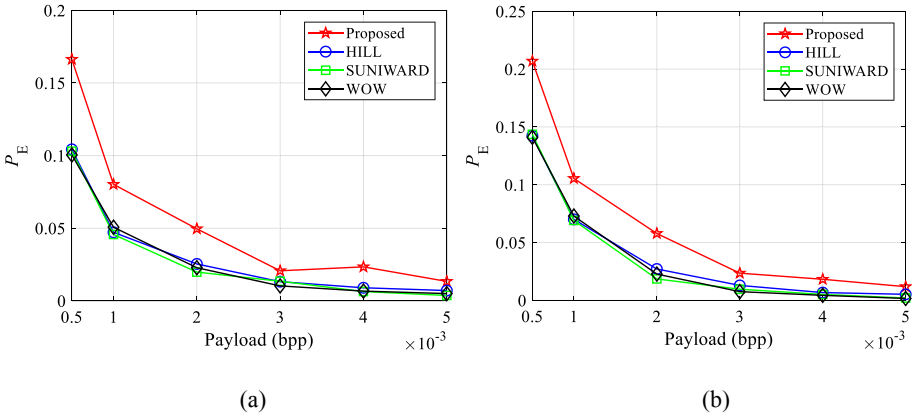 0.2
0.15
0.1
0.05
0
P_E
Proposed
HILL
SUNIWARD
WOW
0.5 1 2 3 4 5
Payload (bpp)
×10⁻³
(a)
0.25
0.2
0.15
0.1
0.05
0
P_E
Proposed
HILL
SUNIWARD
WOW
0.5 1 2 3 4 5
Payload (bpp)
×10⁻³
(b)